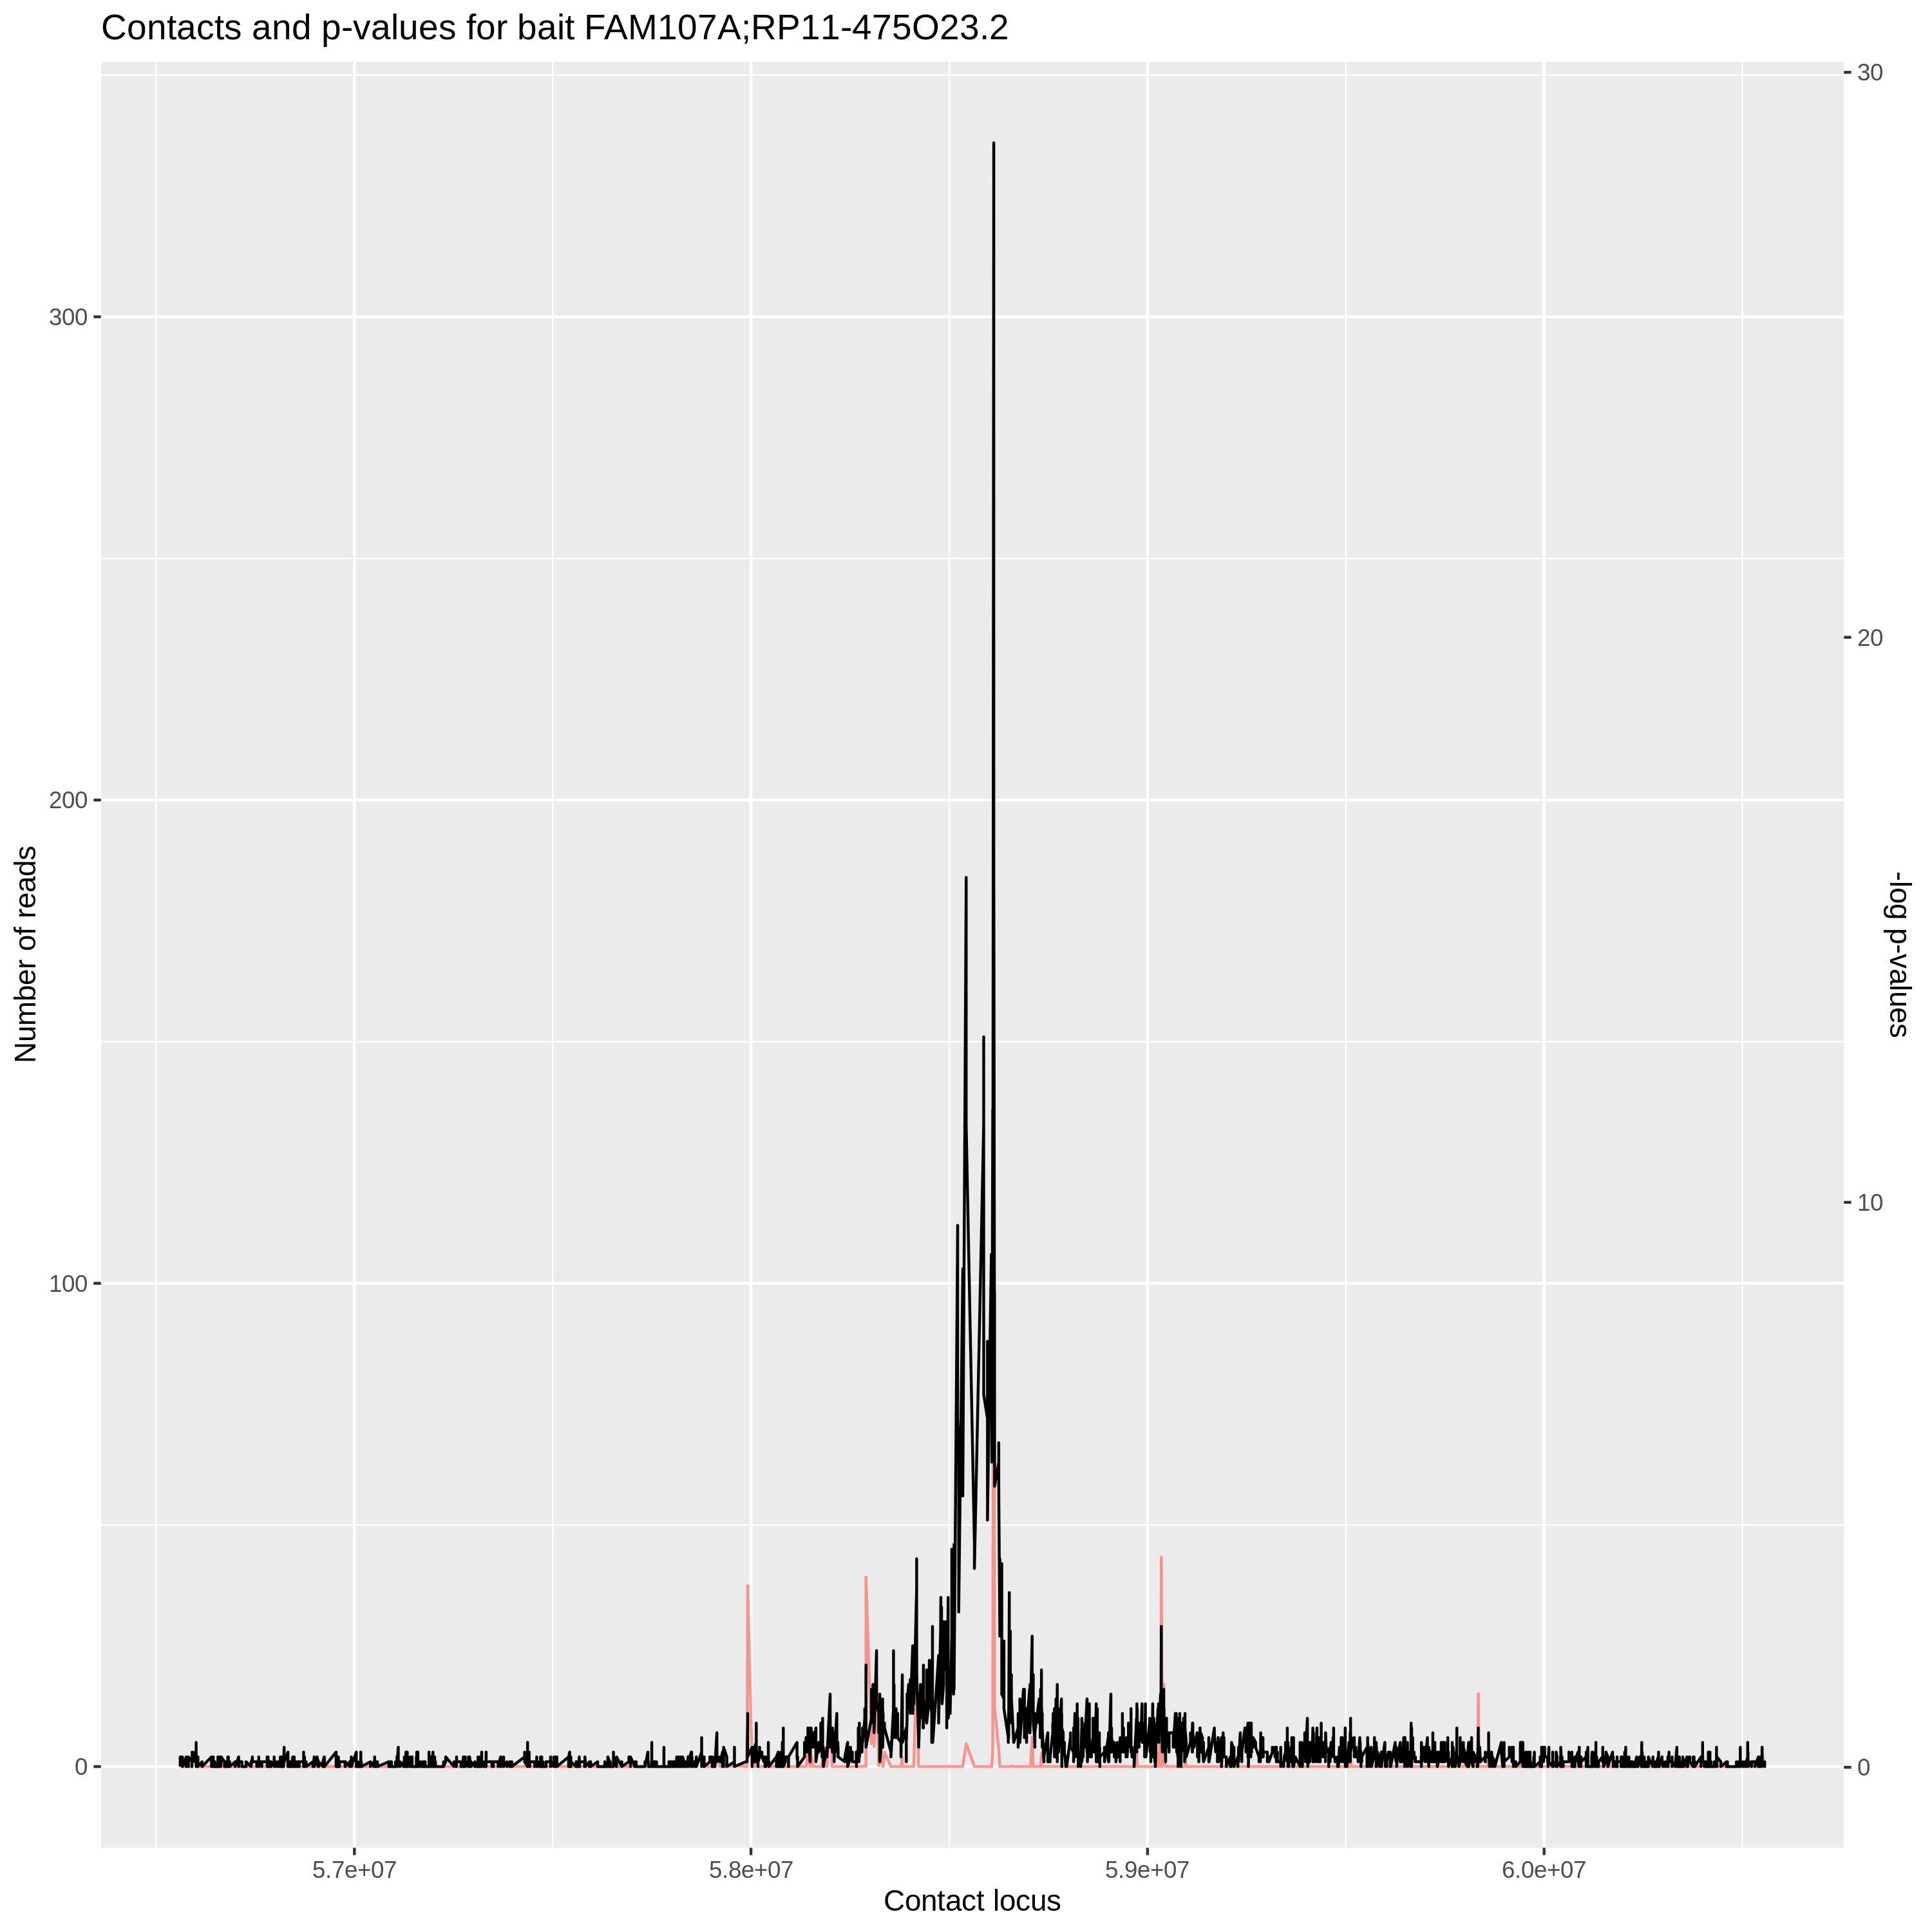 Contacts and p-values for bait FAM107A;RP11-475O23.2
Number of reads
300
200
100
0
30
20
10
0
-log p-values
5.7e+07
5.8e+07
5.9e+07
6.0e+07
Contact locus